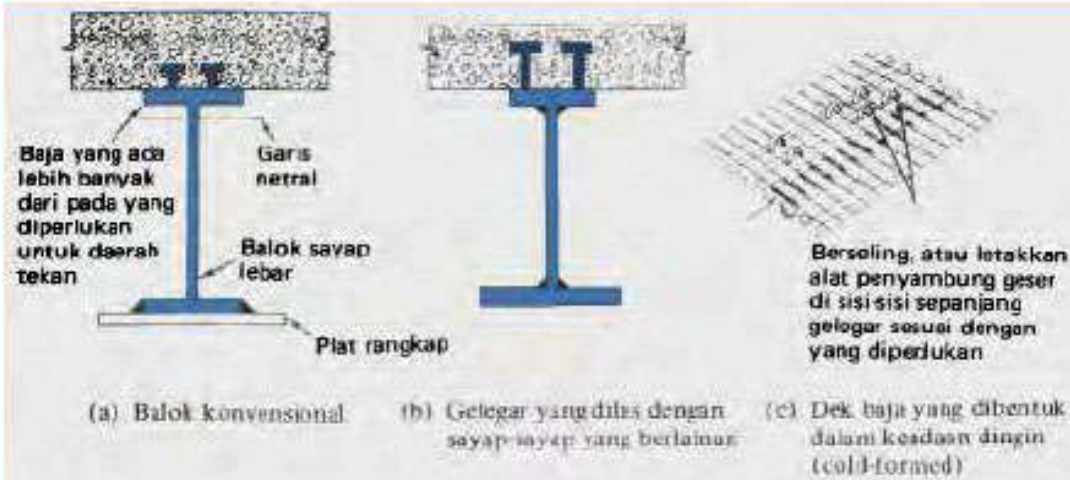 Baja yang ada
lebih banyak
dari pada yang
diperlukan
untuk daerah
tekan
Garis
netral
Balok sayap
lebar
Plat rangkap
(a) Balok konvensional
(b) Gelegar yang dilas dengan
sayap-sayap yang berlainan
Berseling, atau letakkan
alat penyambung geser
di sisi-sisi sepanjang
gelegar sesuai dengan
yang diperlukan
(c) Dek baja yang dibentuk
dalam keadaan dingin
(cold-formed)